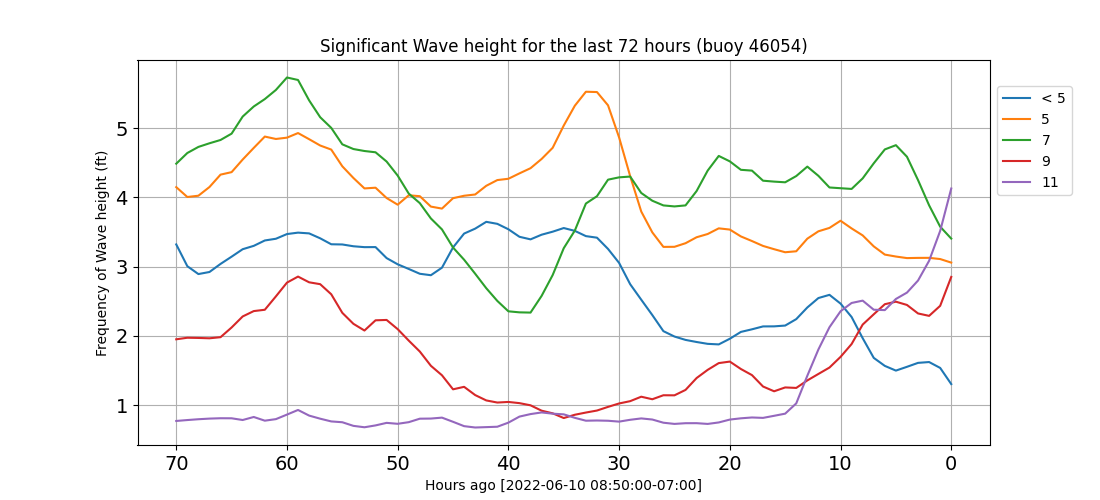 Significant Wave height for the last 72 hours (buoy 46054)
Frequency of Wave height (ft)
5
4
3
2
1
70 60 50 40 30 20 10 0
Hours ago [2022-06-10 08:50:00-07:00]
< 5
5
7
9
11